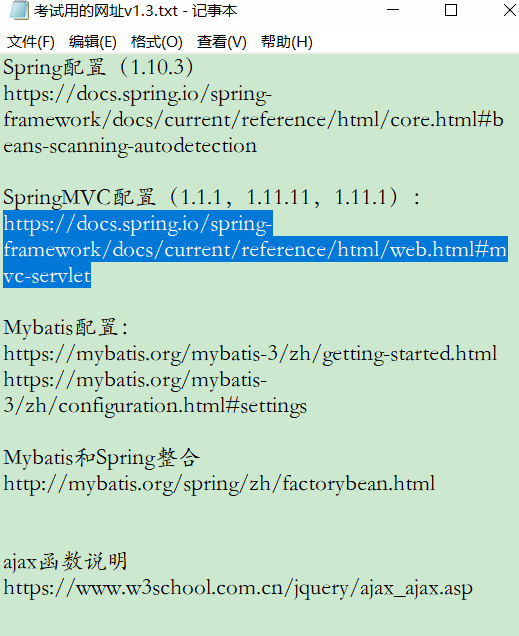 考试用的网址v1.3.txt - 记事本
文件(F) 编辑(E) 格式(O) 查看(V) 帮助(H)
Spring配置（1.10.3）
https://docs.spring.io/spring-
framework/docs/current/reference/html/core.html#b
eans-scanning-autodetection
SpringMVC配置（1.1.1，1.11.11，1.11.1）：
https://docs.spring.io/spring-
framework/docs/current/reference/html/web.html#m
vc-servlet
Mybatis配置：
https://mybatis.org/mybatis-3/zh/getting-started.html
https://mybatis.org/mybatis-
3/zh/configuration.html#settings
Mybatis和Spring整合
http://mybatis.org/spring/zh/factorybean.html
ajax函数说明
https://www.w3school.com.cn/jquery/ajax_ajax.asp